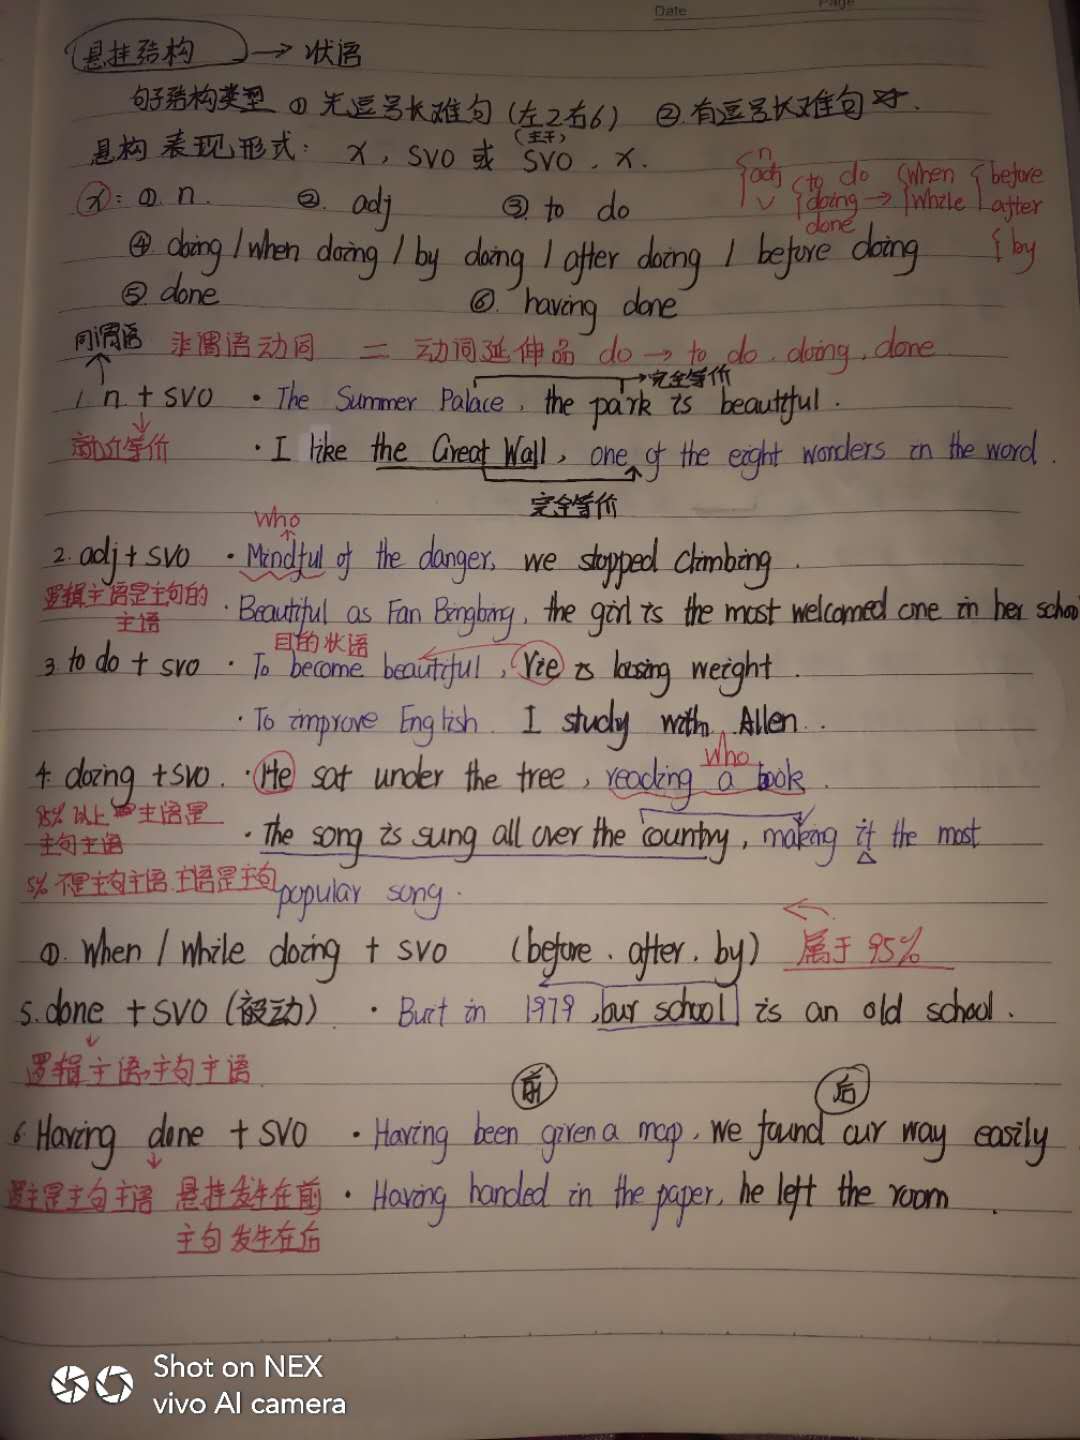 Date Page
悬挂结构 → 状语
句子结构类型 ① 无逗号长难句(左2右6) ② 有逗号长难句
(主干)
悬构 表现形式: x, SVO 或 SVO, x.
n
adj to do when before
v doing → while after
done
by
x: ① n. ② adj ③ to do
④ doing / when doing / by doing / after doing / before doing
⑤ done ⑥ having done
同谓语 非谓语动词 = 动词延伸品 do → to do. doing, done
完全等价
1. n. + SVO · The Summer Palace, the park is beautiful.
就近等价 · I like the Great Wall, one of the eight wonders in the word.
完全等价
who
2. adj + SVO · Mindful of the danger, we stopped climbing.
逻辑主语是主句的
主语 · Beautiful as Fan Bingbing, the girl is the most welcomed one in her school
目的状语
3. to do + SVO · To become beautiful, Vie is losing weight.
· To improve English. I study with Allen..
who
4. doing + SVO. · He sat under the tree, reading a book.
95%以上 主语是
主句主语 · the song is sung all over the country, making it the most
5%不是主句主语.主语是主句 popular song.
①. When / while doing + SVO (before. after. by) 属于 95%
5. done + SVO (被动) · Buit in 1979, our school is an old school.
逻辑主语→主句主语
前 后
6. Having done + SVO · Having been given a map, we found our way easily
逻主是主句主语 悬挂发生在前 · Having handed in the paper, he left the room.
主句发生在后
Shot on NEX
vivo AI camera